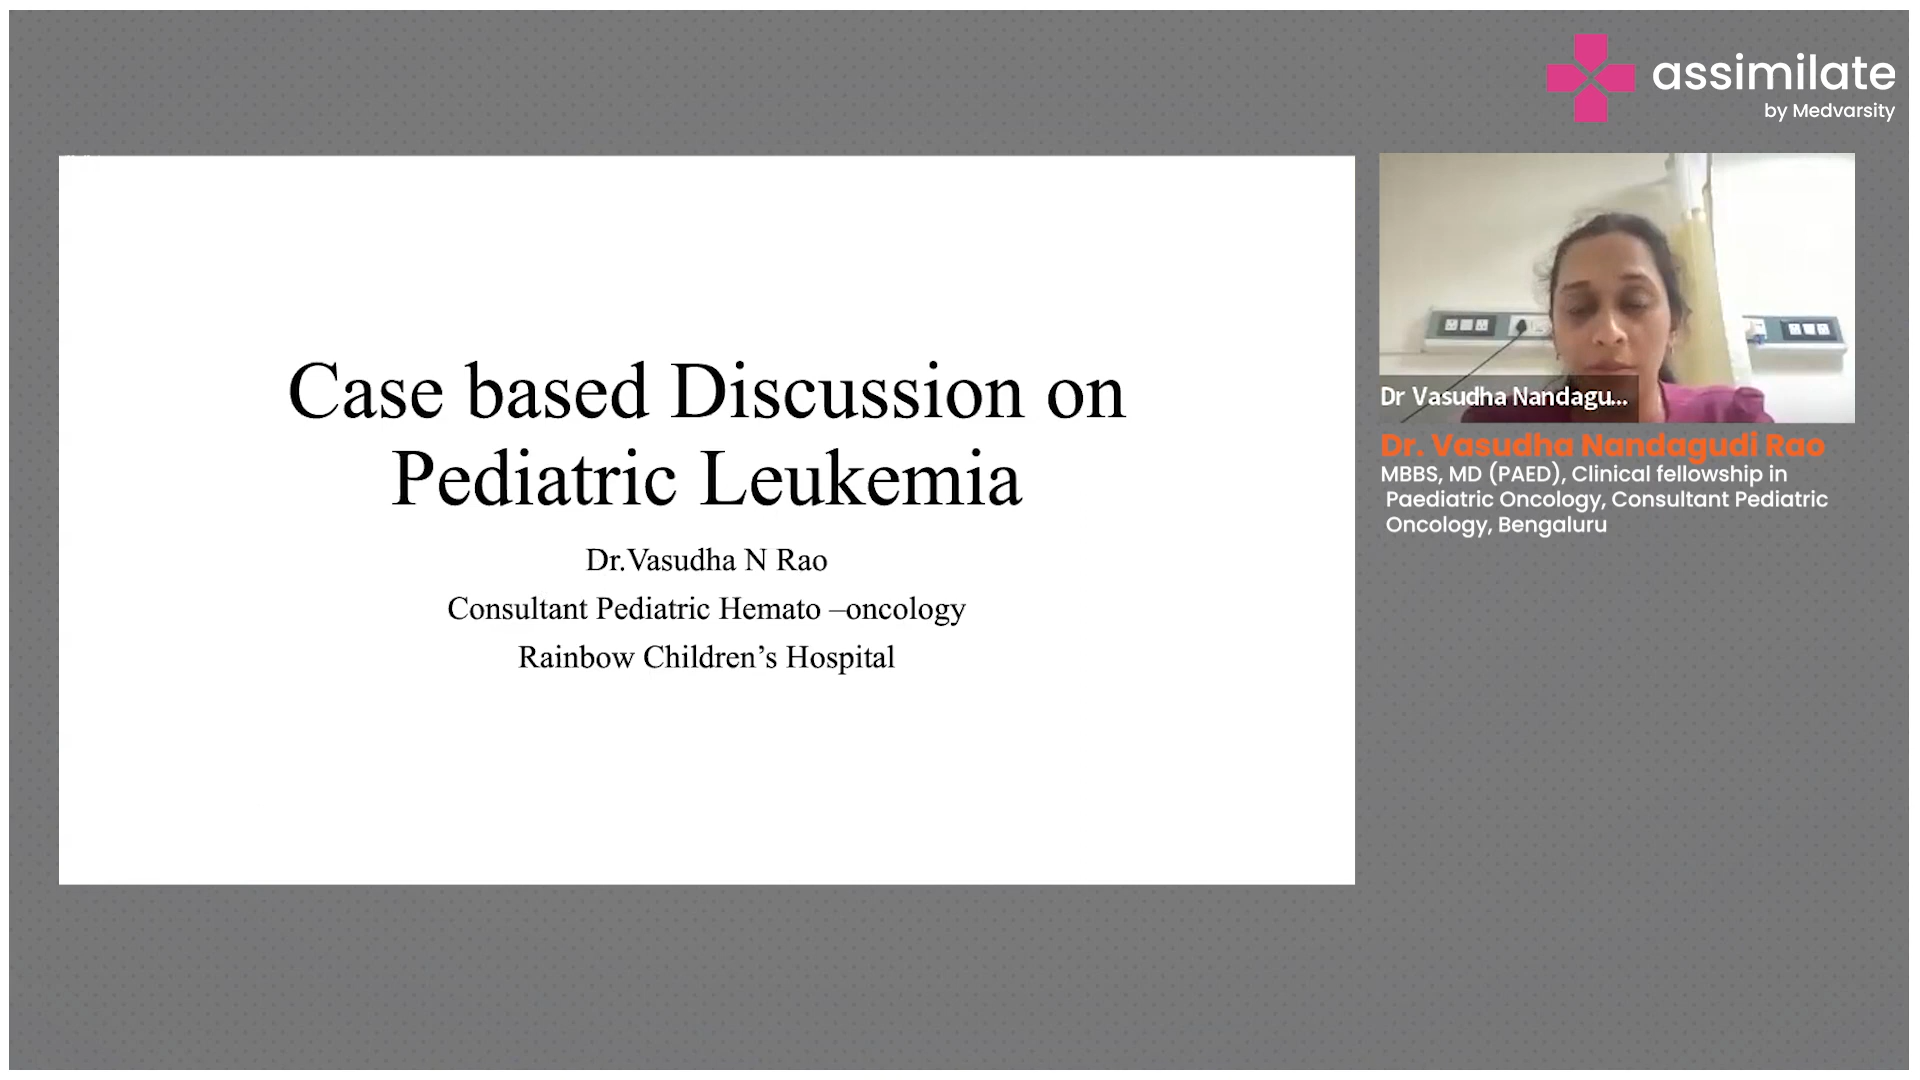 assimilate
by Medvarsity
Case based Discussion on
Pediatric Leukemia
Dr.Vasudha N Rao
Consultant Pediatric Hemato –oncology
Rainbow Children’s Hospital
Dr Vasudha Nandagu...
Dr. Vasudha Nandagudi Rao
MBBS, MD (PAED), Clinical fellowship in
Paediatric Oncology, Consultant Pediatric
Oncology, Bengaluru